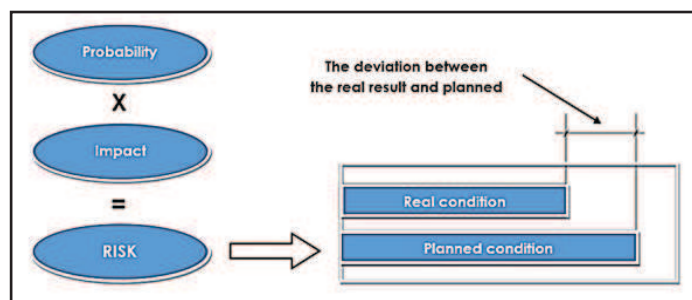 Probability
X
Impact
=
RISK
The deviation between
the real result and planned
Real condition
Planned condition